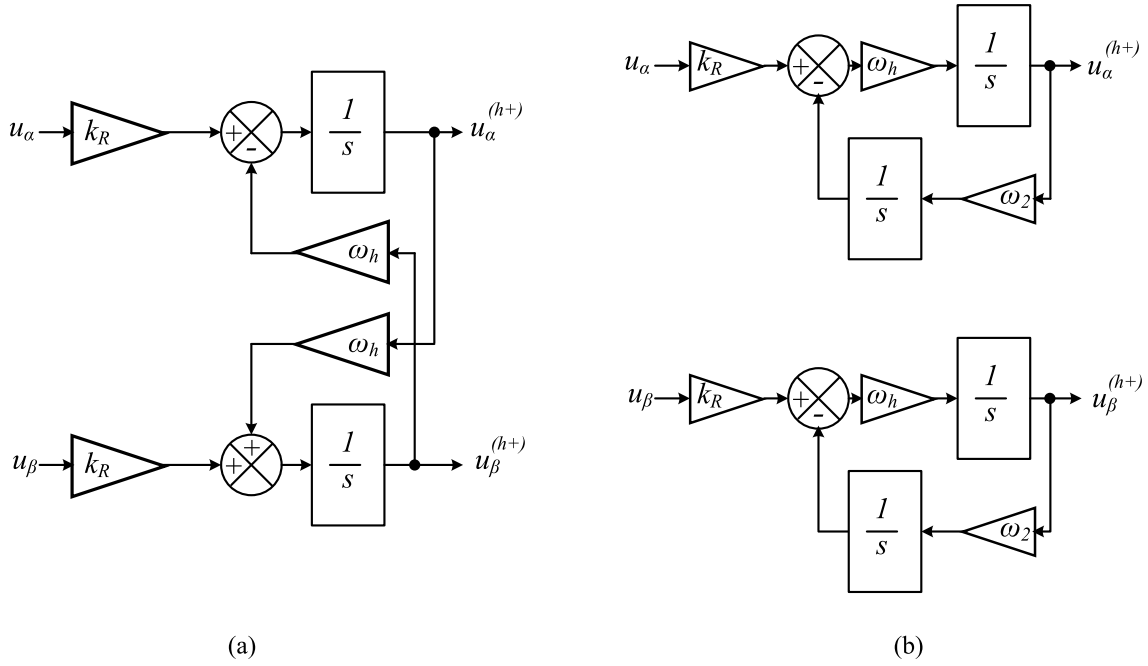 u_α k_R + - 1/s u_α^(h+)
ω_h
ω_h
u_β k_R + + 1/s u_β^(h+)
(a)
u_α k_R + - ω_h 1/s u_α^(h+)
1/s ω_2
u_β k_R + - ω_h 1/s u_β^(h+)
1/s ω_2
(b)